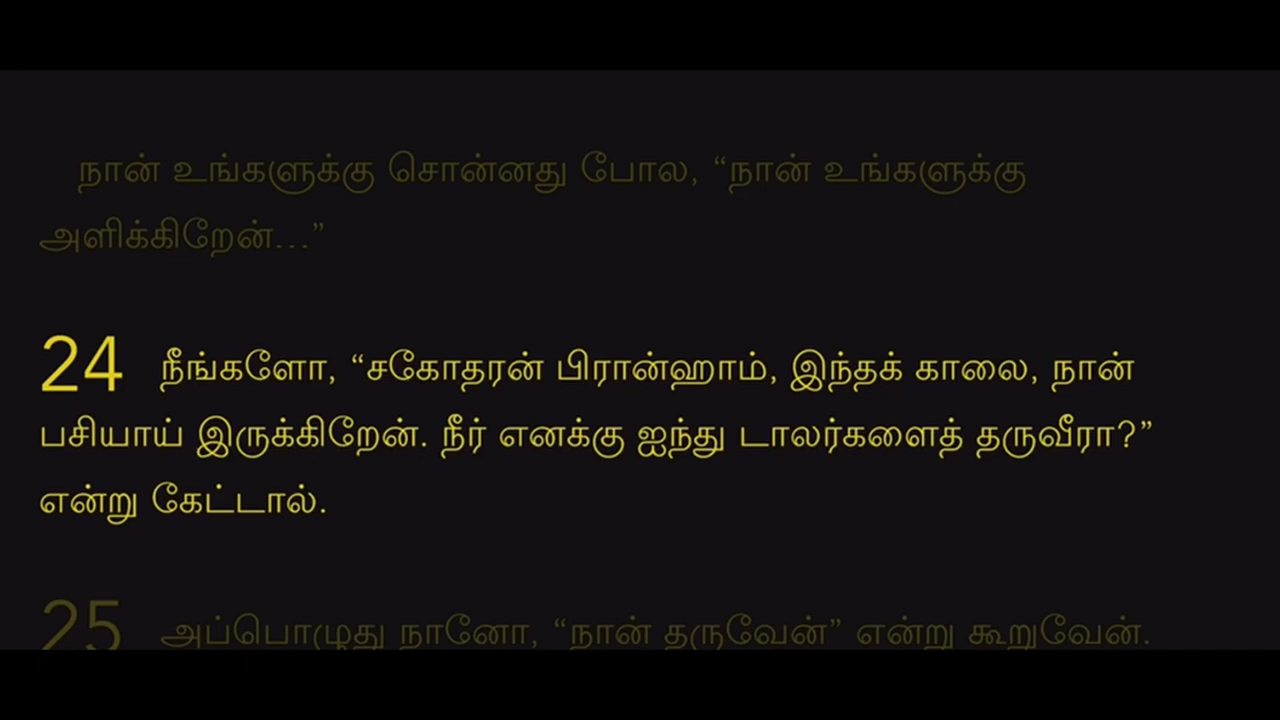 நான் உங்களுக்கு சொன்னது போல, “நான் உங்களுக்கு
அளிக்கிறேன்...”
24 நீங்களோ, “சகோதரன் பிரான்ஹாம், இந்தக் காலை, நான்
பசியாய் இருக்கிறேன். நீர் எனக்கு ஐந்து டாலர்களைத் தருவீரா?”
என்று கேட்டால்.
25 அப்பொழுது நானோ, “நான் தருவேன்” என்று கூறுவேன்.